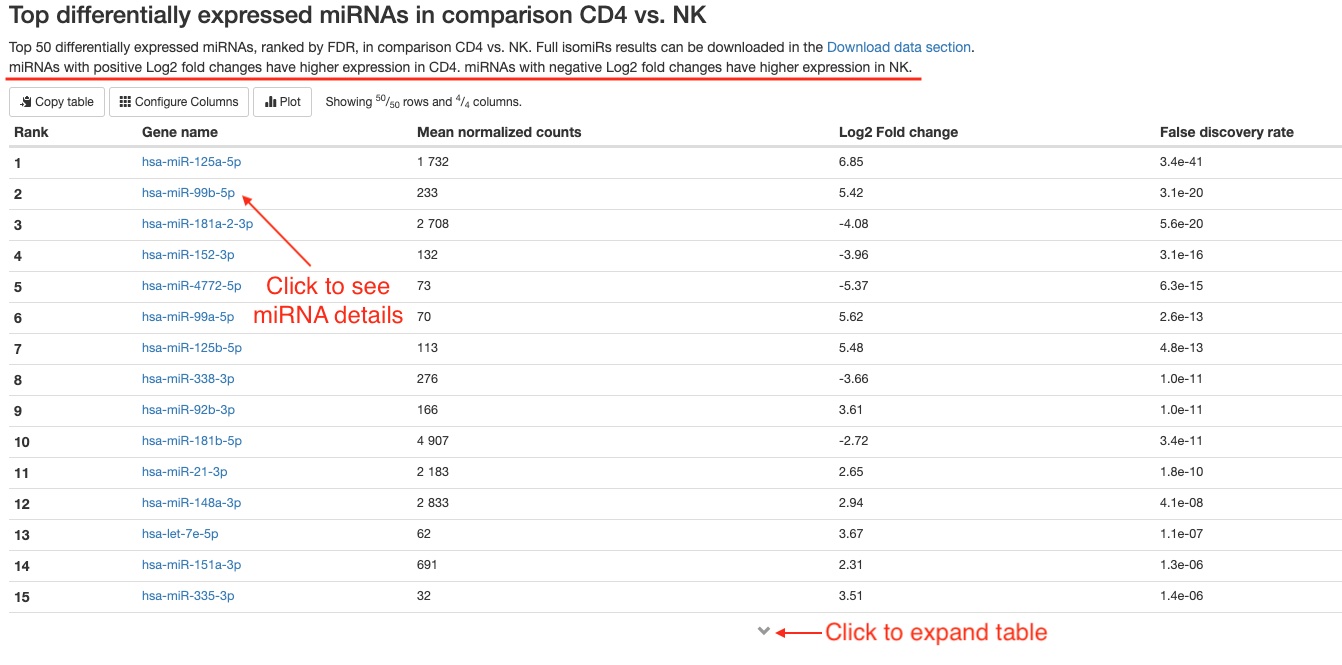 Top differentially expressed miRNAs in comparison CD4 vs. NK
Top 50 differentially expressed miRNAs, ranked by FDR, in comparison CD4 vs. NK. Full isomiRs results can be downloaded in the Download data section.
miRNAs with positive Log2 fold changes have higher expression in CD4. miRNAs with negative Log2 fold changes have higher expression in NK.
Copy table Configure Columns Plot Showing 50/50 rows and 4/4 columns.
Rank Gene name Mean normalized counts Log2 Fold change False discovery rate
1 hsa-miR-125a-5p 1 732 6.85 3.4e-41
2 hsa-miR-99b-5p 233 5.42 3.1e-20
3 hsa-miR-181a-2-3p 2 708 -4.08 5.6e-20
4 hsa-miR-152-3p 132 -3.96 3.1e-16
5 hsa-miR-4772-5p 73 -5.37 6.3e-15
6 hsa-miR-99a-5p 70 5.62 2.6e-13
7 hsa-miR-125b-5p 113 5.48 4.8e-13
8 hsa-miR-338-3p 276 -3.66 1.0e-11
9 hsa-miR-92b-3p 166 3.61 1.0e-11
10 hsa-miR-181b-5p 4 907 -2.72 3.4e-11
11 hsa-miR-21-3p 2 183 2.65 1.8e-10
12 hsa-miR-148a-3p 2 833 2.94 4.1e-08
13 hsa-let-7e-5p 62 3.67 1.1e-07
14 hsa-miR-151a-3p 691 2.31 1.3e-06
15 hsa-miR-335-3p 32 3.51 1.4e-06
Click to see
miRNA details
Click to expand table